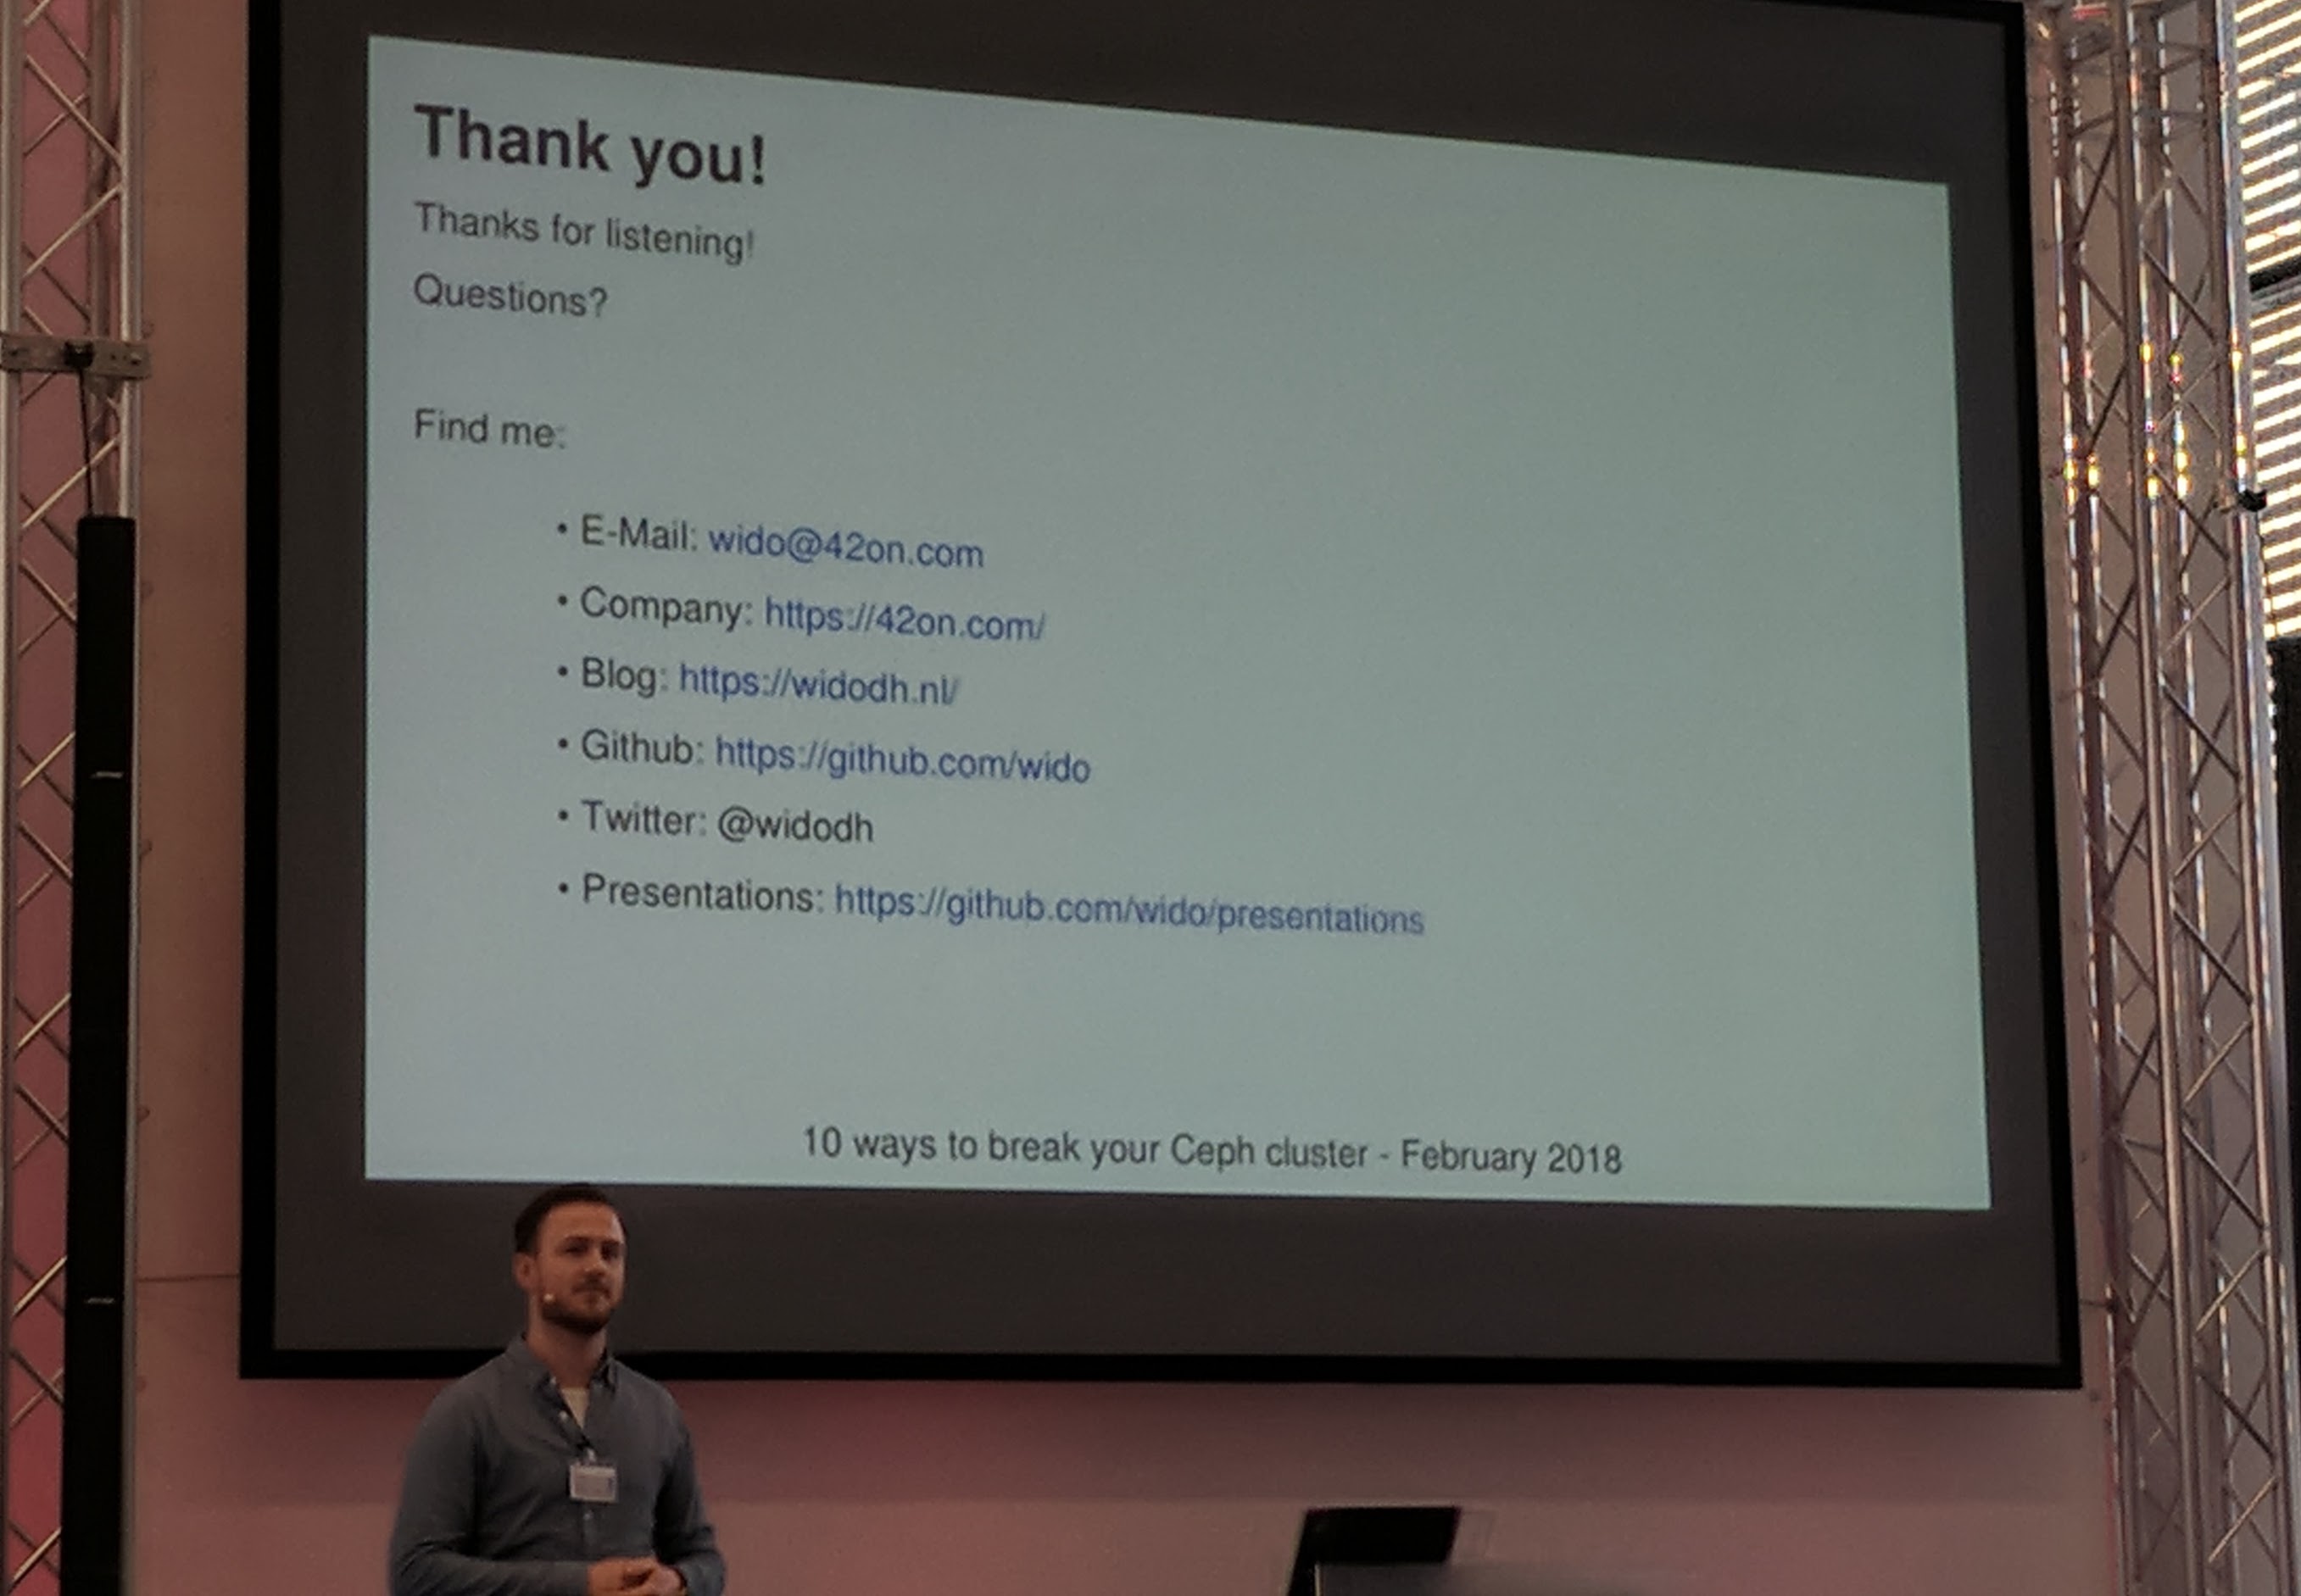 Thank you!
Thanks for listening!
Questions?
Find me:
• E-Mail: wido@42on.com
• Company: https://42on.com/
• Blog: https://widodh.nl/
• Github: https://github.com/wido
• Twitter: @widodh
• Presentations: https://github.com/wido/presentations
10 ways to break your Ceph cluster - February 2018